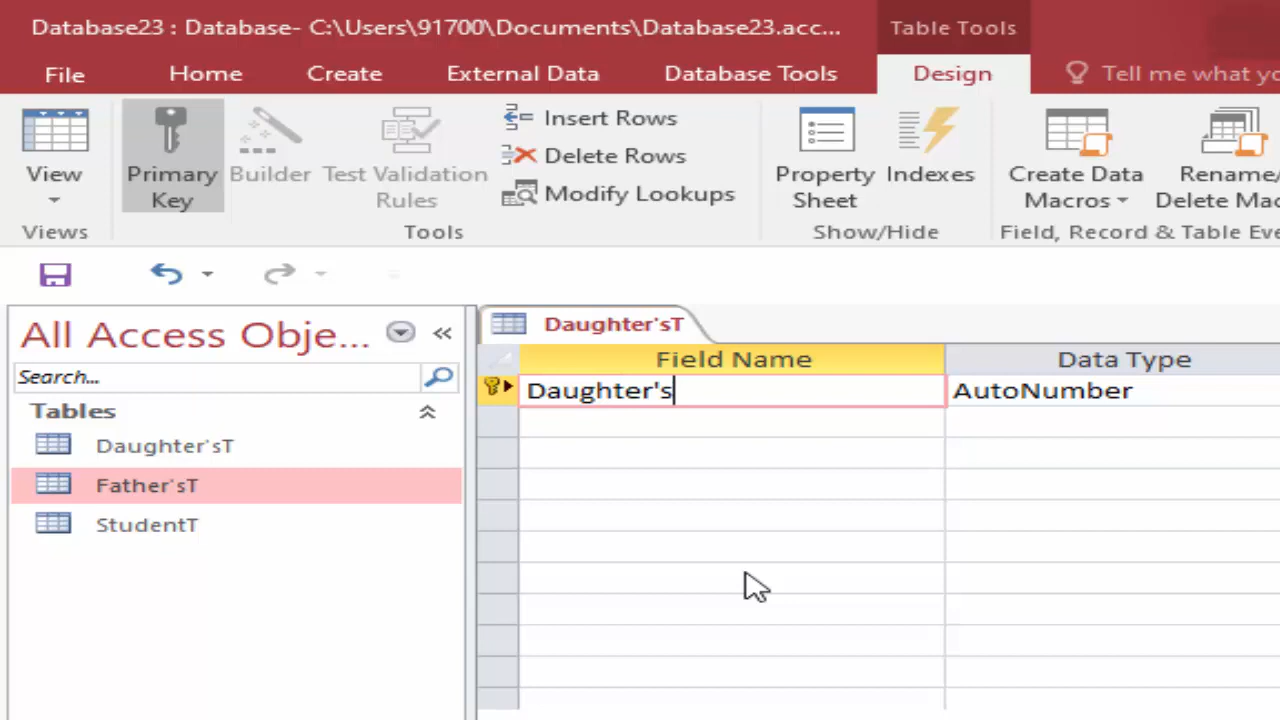 Database23 : Database- C:\Users\91700\Documents\Database23.acc...
Table Tools
File
Home
Create
External Data
Database Tools
Design
Tell me what yo
View
Primary Key
Builder
Test Validation Rules
Insert Rows
Delete Rows
Modify Lookups
Property Sheet
Indexes
Create Data Macros
Rename/ Delete Mac
Views
Tools
Show/Hide
Field, Record & Table Eve
All Access Obje...
Search...
Tables
Daughter'sT
Father'sT
StudentT
Daughter'sT
Field Name
Data Type
Daughter's
AutoNumber